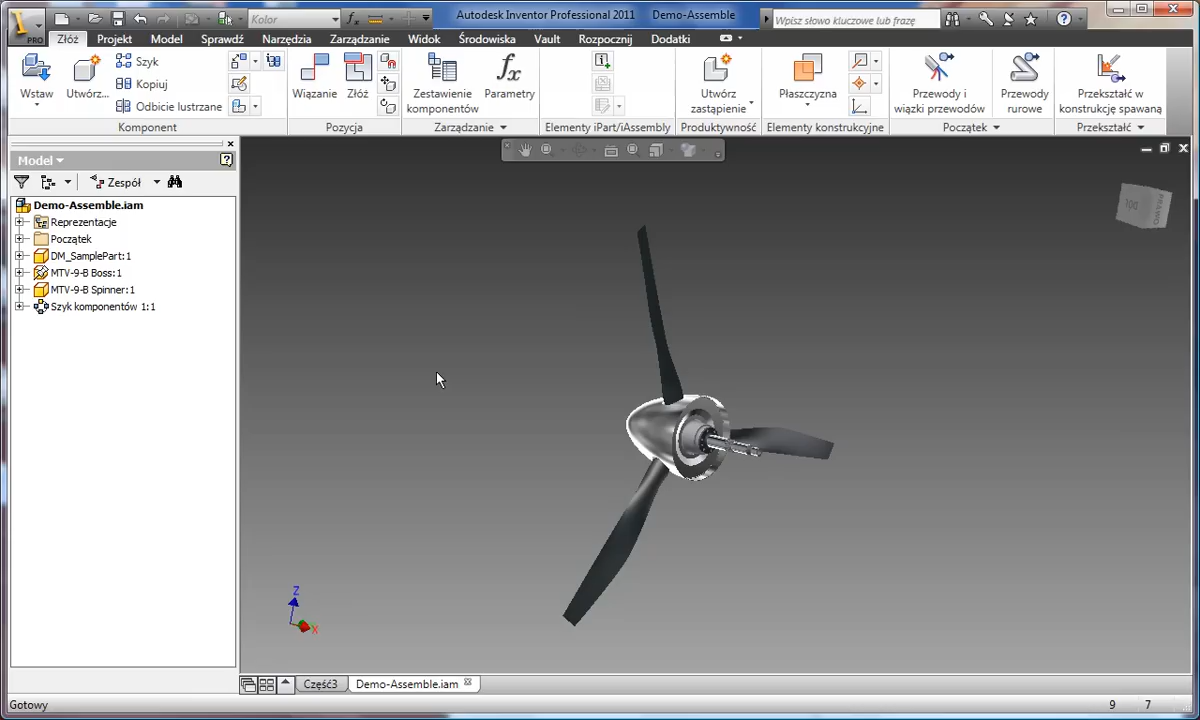 PRO
Kolor
fx
Autodesk Inventor Professional 2011 Demo-Assemble
Wpisz słowo kluczowe lub frazę
Złóż Projekt Model Sprawdź Narzędzia Zarządzanie Widok Środowiska Vault Rozpocznij Dodatki
Wstaw
Utwórz...
Szyk
Kopiuj
Odbicie lustrzane
Komponent
Wiązanie
Złóż
Pozycja
Zestawienie
komponentów
fx
Parametry
Zarządzanie
Elementy iPart/iAssembly
Utwórz
zastąpienie
Produktywność
Płaszczyzna
Elementy konstrukcyjne
Przewody i
wiązki przewodów
Przewody
rurowe
Początek
Przekształć w
konstrukcję spawaną
Przekształć
Model
Zespół
Demo-Assemble.iam
Reprezentacje
Początek
DM_SamplePart:1
MTV-9-B Boss:1
MTV-9-B Spinner:1
Szyk komponentów 1:1
Z
X
Część3
Demo-Assemble.iam
Gotowy
9
7